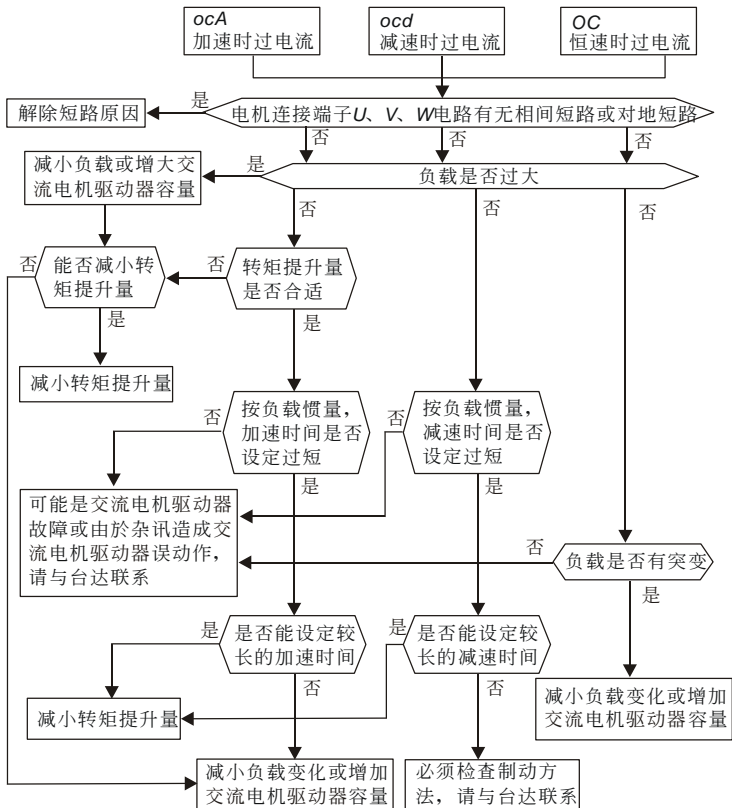 ocA
加速时过电流
ocd
减速时过电流
OC
恒速时过电流
解除短路原因
是
电机连接端子U、V、W电路有无相间短路或对地短路
否
否
否
减小负载或增大交
流电机驱动器容量
是
负载是否过大
否
否
否
否
能否减小转
矩提升量
否
转矩提升量
是否合适
是
是
减小转矩提升量
否
按负载惯量，
加速时间是否
设定过短
否
按负载惯量，
减速时间是否
设定过短
是
是
可能是交流电机驱动器
故障或由於杂讯造成交
流电机驱动器误动作，
请与台达联系
否
负载是否有突变
是
是
是否能设定较
长的加速时间
是
是否能设定较
长的减速时间
否
否
减小转矩提升量
减小负载变化或增加
交流电机驱动器容量
减小负载变化或增加
交流电机驱动器容量
必须检查制动方
法，请与台达联系